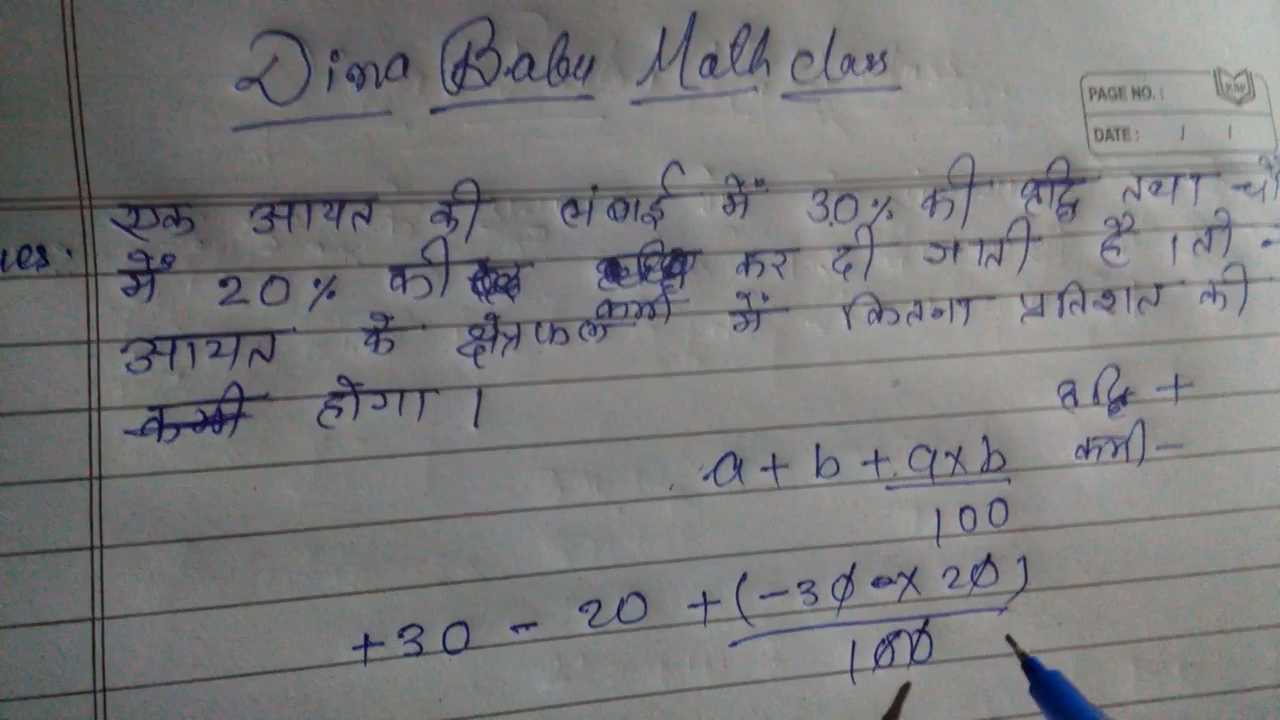 Dina Babu Math class
PAGE NO. :
DATE : / /
एक आयत की लंबाई में 30% की वृद्धि तथा चौ
में 20% की कर दी जाती है । तो
आयत के क्षेत्रफल कमी में कितना प्रतिशत की
कमी होगा ।
वृद्धि +
कमी -
a + b + a×b
100
+30 - 20 + (-30 × 20)
100